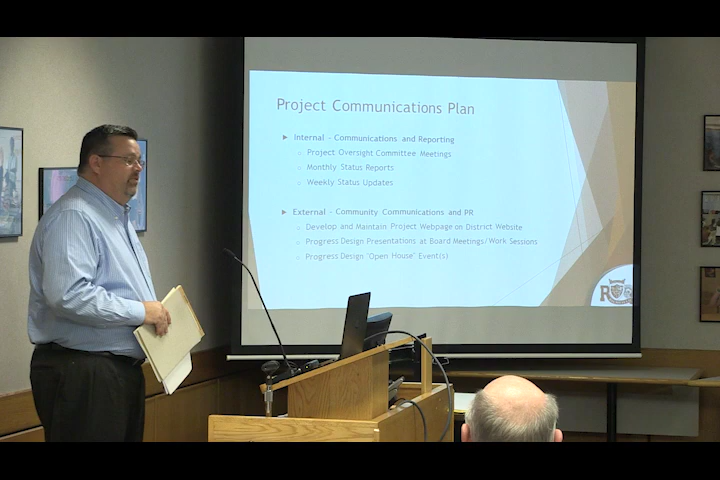 Project Communications Plan
Internal - Communications and Reporting
Project Oversight Committee Meetings
Monthly Status Reports
Weekly Status Updates
External - Community Communications and PR
Develop and Maintain Project Webpage on District Website
Progress Design Presentations at Board Meetings/Work Sessions
Progress Design "Open House" Event(s)